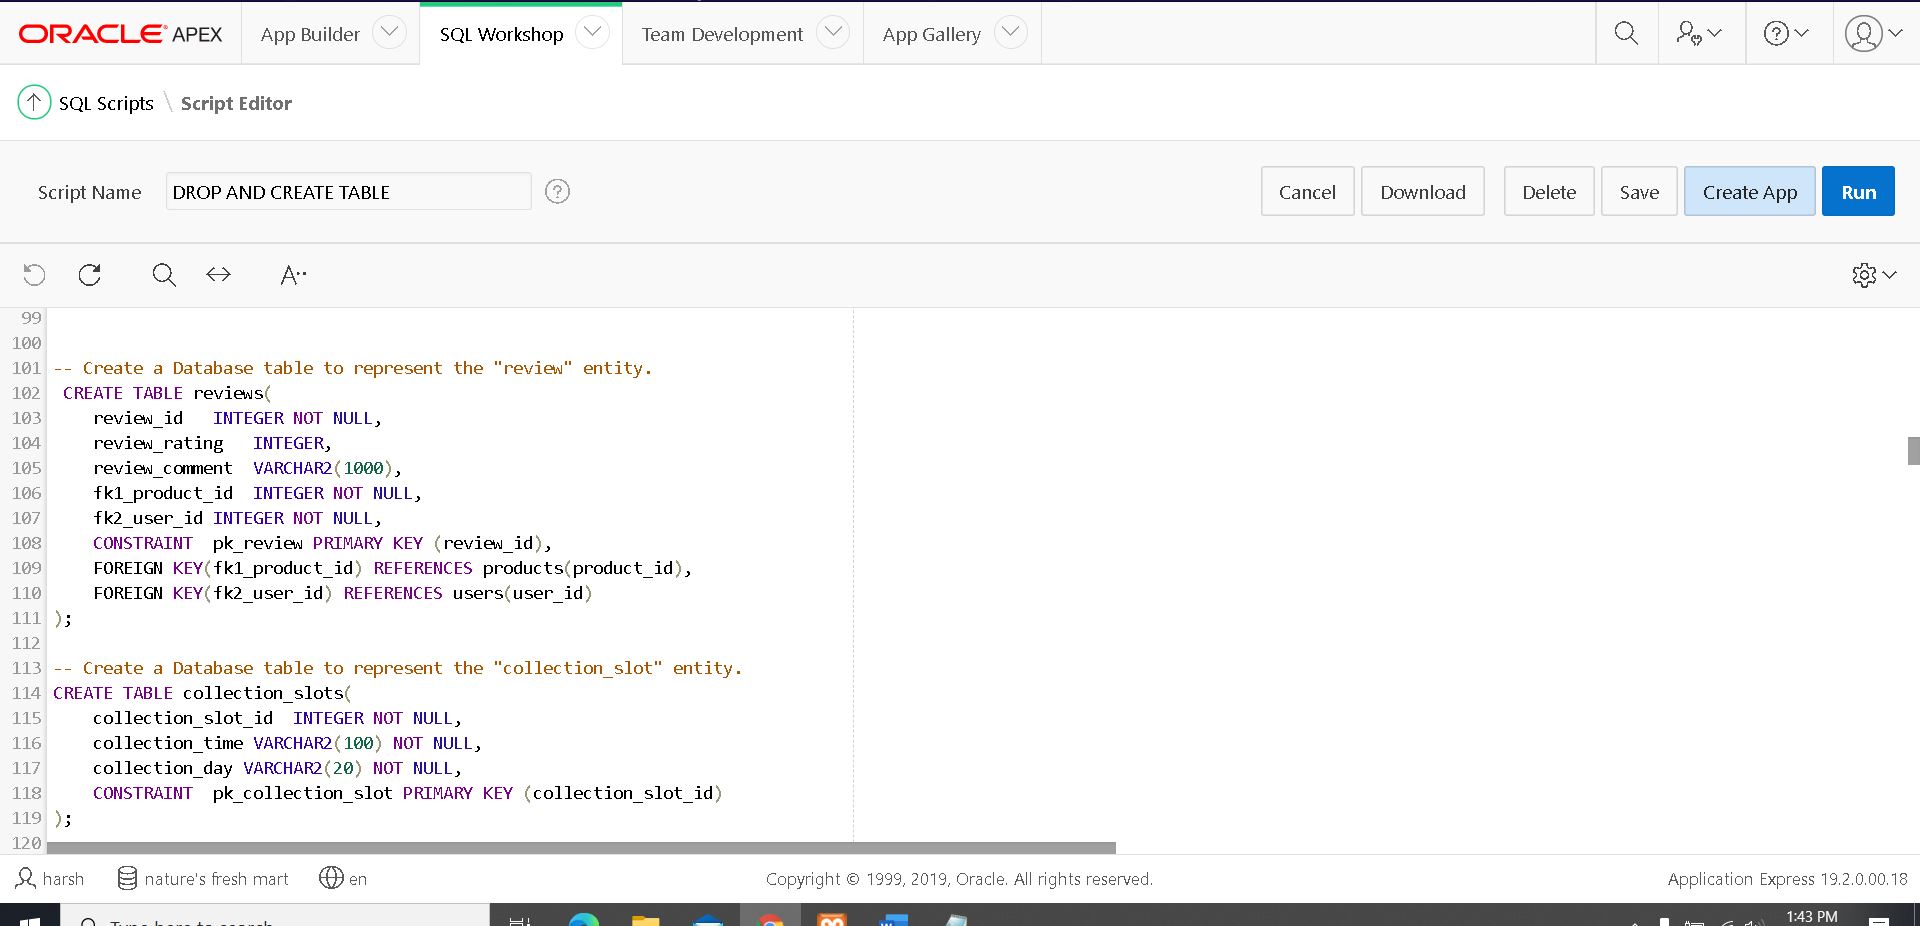 ORACLE APEX App Builder SQL Workshop Team Development App Gallery
SQL Scripts \ Script Editor
Script Name DROP AND CREATE TABLE ? Cancel Download Delete Save Create App Run
A··
99
100
101 -- Create a Database table to represent the "review" entity.
102 CREATE TABLE reviews(
103 review_id INTEGER NOT NULL,
104 review_rating INTEGER,
105 review_comment VARCHAR2(1000),
106 fk1_product_id INTEGER NOT NULL,
107 fk2_user_id INTEGER NOT NULL,
108 CONSTRAINT pk_review PRIMARY KEY (review_id),
109 FOREIGN KEY(fk1_product_id) REFERENCES products(product_id),
110 FOREIGN KEY(fk2_user_id) REFERENCES users(user_id)
111 );
112
113 -- Create a Database table to represent the "collection_slot" entity.
114 CREATE TABLE collection_slots(
115 collection_slot_id INTEGER NOT NULL,
116 collection_time VARCHAR2(100) NOT NULL,
117 collection_day VARCHAR2(20) NOT NULL,
118 CONSTRAINT pk_collection_slot PRIMARY KEY (collection_slot_id)
119 );
120
harsh nature's fresh mart en Copyright © 1999, 2019, Oracle. All rights reserved. Application Express 19.2.0.00.18
Type here to search 1:43 PM